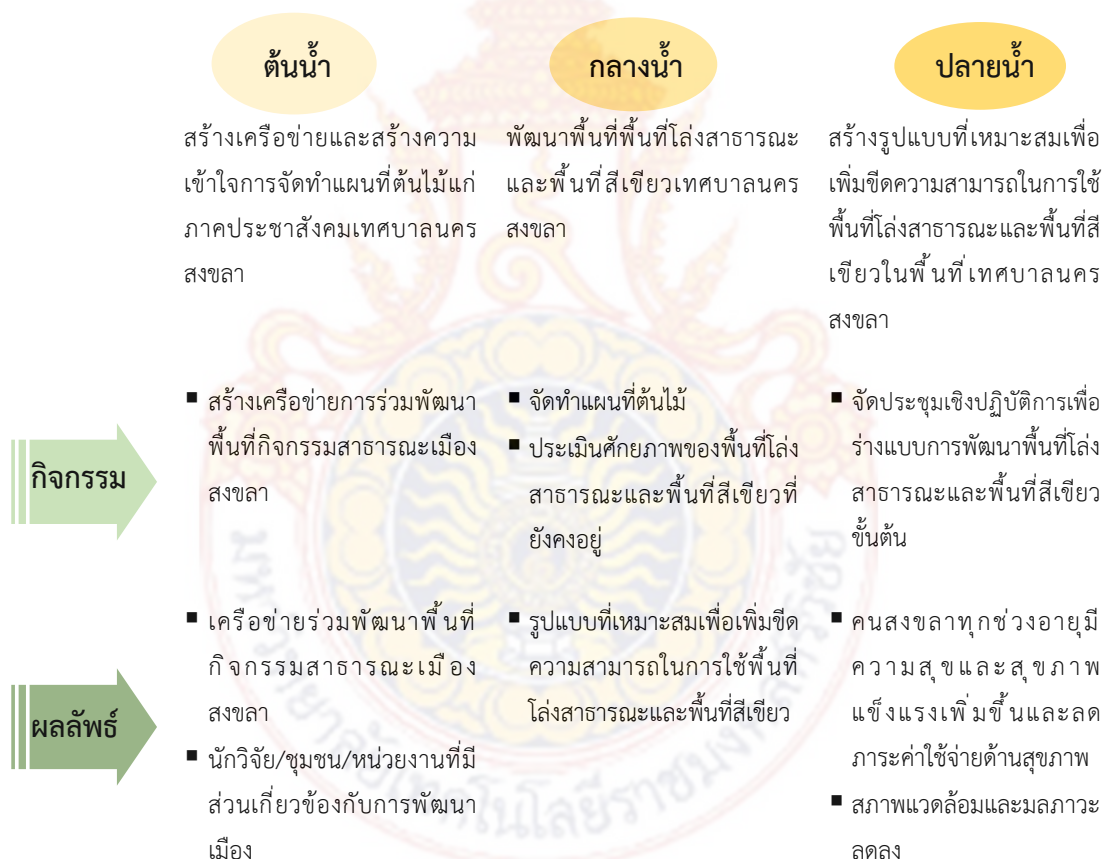 ต้นน้ำ
กลางน้ำ
ปลายน้ำ
สร้างเครือข่ายและสร้างความ
เข้าใจการจัดทำแผนที่ต้นไม้แก่
ภาคประชาสังคมเทศบาลนคร
สงขลา
พัฒนาพื้นที่พื้นที่โล่งสาธารณะ
และพื้นที่สีเขียวเทศบาลนคร
สงขลา
สร้างรูปแบบที่เหมาะสมเพื่อ
เพิ่มขีดความสามารถในการใช้
พื้นที่โล่งสาธารณะและพื้นที่สี
เขียวในพื้นที่เทศบาลนคร
สงขลา
กิจกรรม
▪ สร้างเครือข่ายการร่วมพัฒนา
พื้นที่กิจกรรมสาธารณะเมือง
สงขลา
▪ จัดทำแผนที่ต้นไม้
▪ ประเมินศักยภาพของพื้นที่โล่ง
สาธารณะและพื้นที่สีเขียวที่
ยังคงอยู่
▪ จัดประชุมเชิงปฏิบัติการเพื่อ
ร่างแบบการพัฒนาพื้นที่โล่ง
สาธารณะและพื้นที่สีเขียว
ขั้นต้น
ผลลัพธ์
▪ เครือข่ายร่วมพัฒนาพื้นที่
กิจกรรมสาธารณะเมือง
สงขลา
▪ นักวิจัย/ชุมชน/หน่วยงานที่มี
ส่วนเกี่ยวข้องกับการพัฒนา
เมือง
▪ รูปแบบที่เหมาะสมเพื่อเพิ่มขีด
ความสามารถในการใช้พื้นที่
โล่งสาธารณะและพื้นที่สีเขียว
▪ คนสงขลาทุกช่วงอายุมี
ความสุขและสุขภาพ
แข็งแรงเพิ่มขึ้นและลด
ภาระค่าใช้จ่ายด้านสุขภาพ
▪ สภาพแวดล้อมและมลภาวะ
ลดลง
มหาวิทยาลัยเทคโนโลยีราชมงคลศรีวิชัย